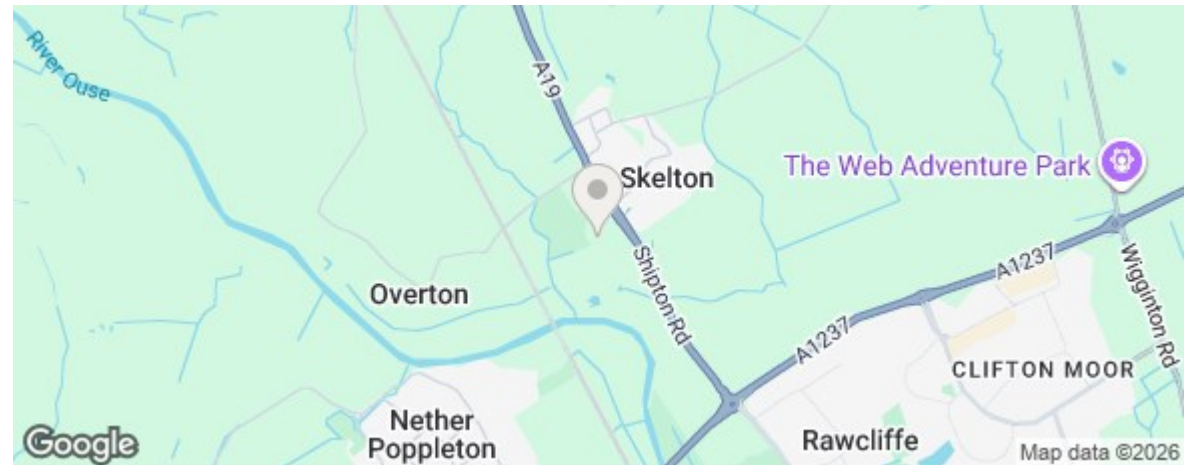 River Ouse
A19
Skelton
The Web Adventure Park
Shipton Rd
A1237
Wigginton Rd
Overton
A1237
CLIFTON MOOR
Nether
Poppleton
Rawcliffe
Google
Map data ©2026